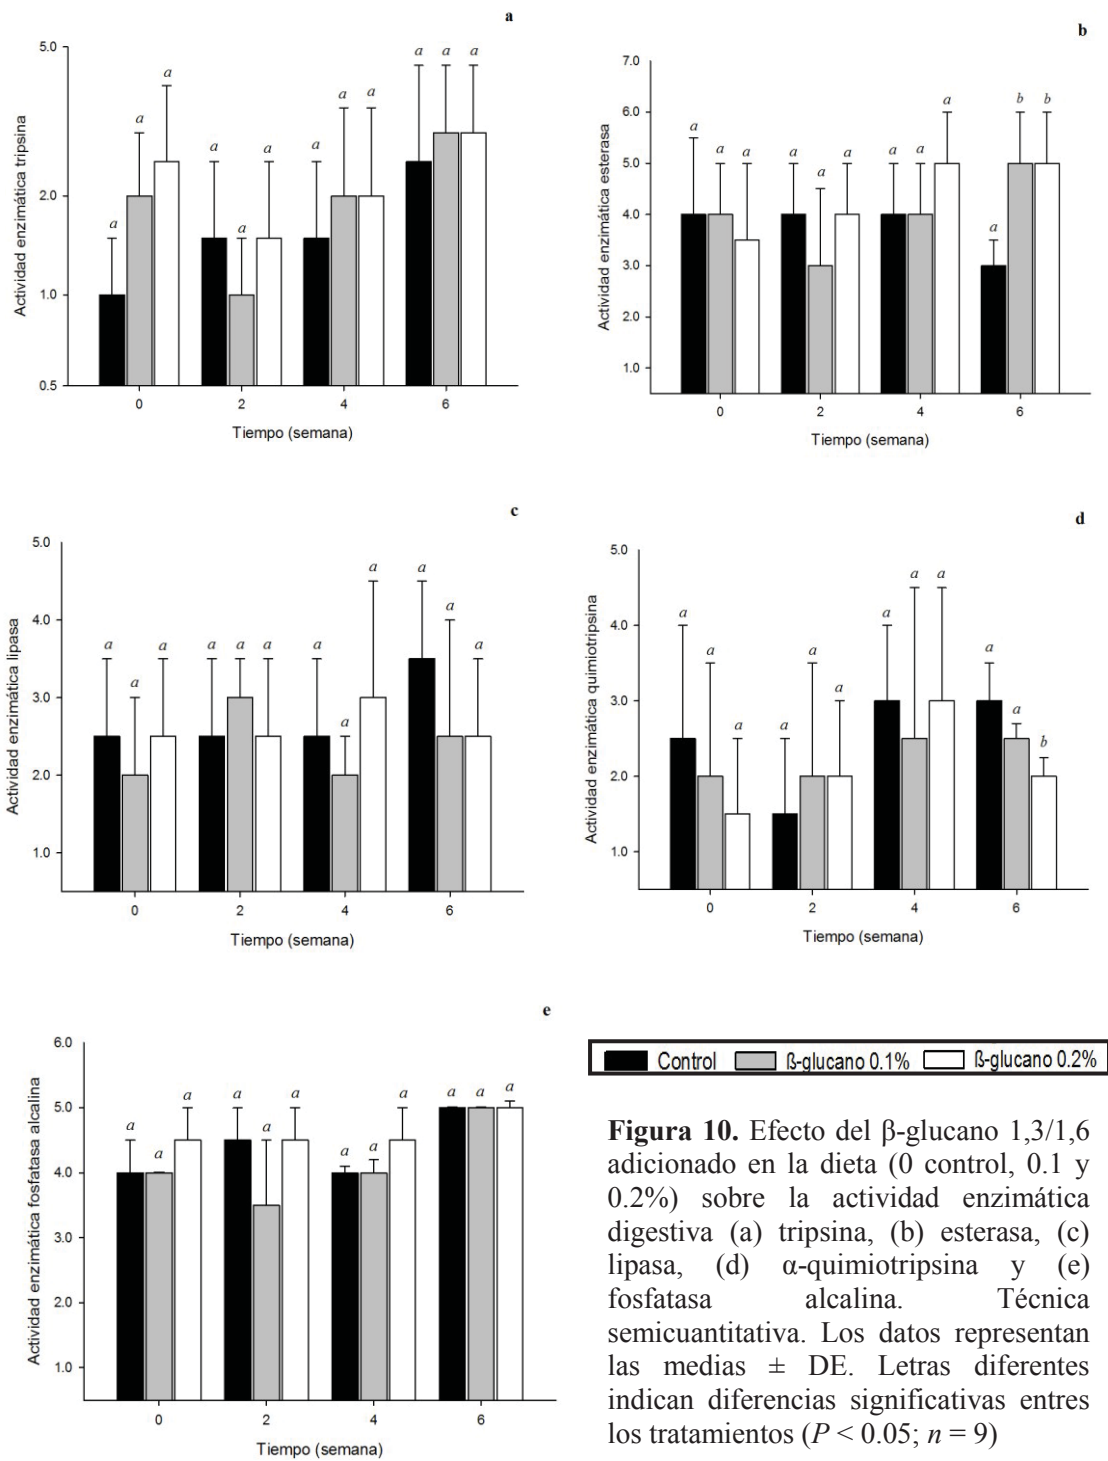 a
5.0
2.0
1.0
0.5
Actividad enzimática tripsina
a a a a a a a a a a a a
0 2 4 6
Tiempo (semana)
b
7.0
6.0
5.0
4.0
3.0
2.0
1.0
Actividad enzimática esterasa
a a a a a a a a a a b b
0 2 4 6
Tiempo (semana)
c
5.0
4.0
3.0
2.0
1.0
Actividad enzimática lipasa
a a a a a a a a a a a a
0 2 4 6
Tiempo (semana)
d
5.0
4.0
3.0
2.0
1.0
Actividad enzimática quimiotripsina
a a a a a a a a a a a b
0 2 4 6
Tiempo (semana)
e
6.0
5.0
4.0
3.0
2.0
1.0
Actividad enzimática fosfatasa alcalina
a a a a a a a a a a a a
0 2 4 6
Tiempo (semana)
Control ß-glucano 0.1% ß-glucano 0.2%
Figura 10. Efecto del β-glucano 1,3/1,6
adicionado en la dieta (0 control, 0.1 y
0.2%) sobre la actividad enzimática
digestiva (a) tripsina, (b) esterasa, (c)
lipasa, (d) α-quimiotripsina y (e)
fosfatasa alcalina. Técnica
semicuantitativa. Los datos representan
las medias ± DE. Letras diferentes
indican diferencias significativas entres
los tratamientos (P < 0.05; n = 9)